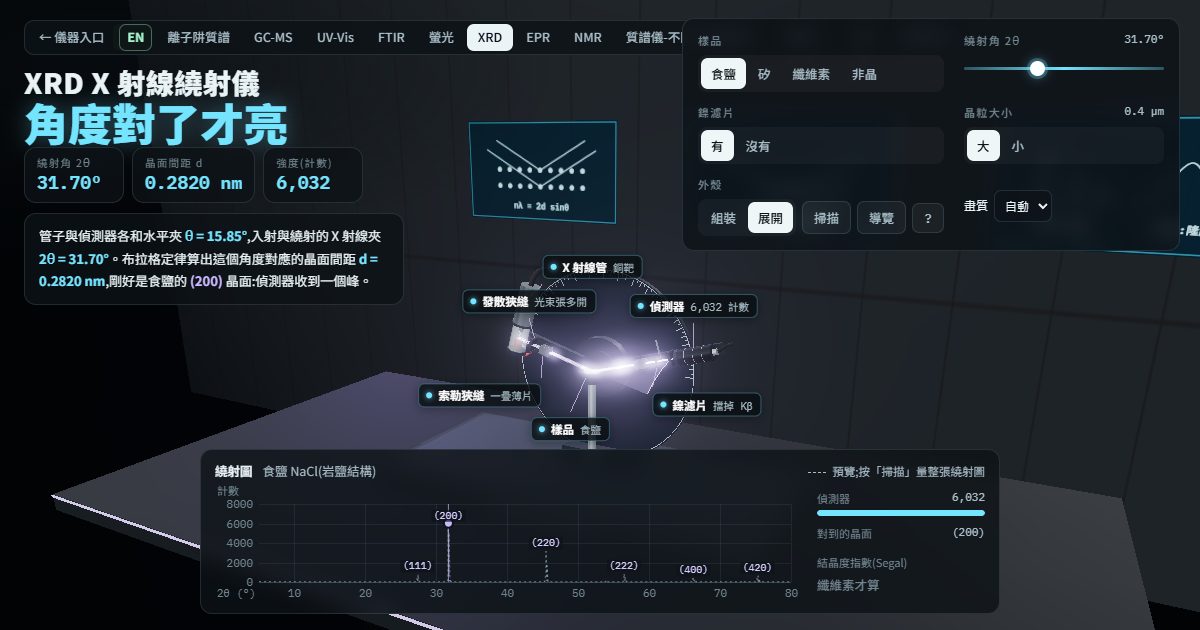 ← 儀器入口 EN 離子阱質譜 GC-MS UV-Vis FTIR 螢光 XRD EPR NMR 質譜儀-不
XRD X 射線繞射儀
角度對了才亮
繞射角 2θ
31.70°
晶面間距 d
0.2820 nm
強度(計數)
6,032
管子與偵測器各和水平夾 θ = 15.85°,入射與繞射的 X 射線夾
2θ = 31.70°。布拉格定律算出這個角度對應的晶面間距 d =
0.2820 nm,剛好是食鹽的 (200) 晶面:偵測器收到一個峰。
樣品
食鹽 矽 纖維素 非晶
繞射角 2θ 31.70°
鎳濾片
有 沒有
晶粒大小 0.4 μm
大 小
外殼
組裝 展開 掃描 導覽 ?
畫質 自動
nλ = 2d sinθ
X 射線管 銅靶
發散狹縫 光束張多開
偵測器 6,032 計數
索勒狹縫 一疊薄片
鎳濾片 擋掉 Kβ
樣品 食鹽
繞射圖 食鹽 NaCl(岩鹽結構)
---- 預覽;按「掃描」量整張繞射圖
計數
8000
6000
4000
2000
0
2θ (°) 10 20 30 40 50 60 70 80
(111) (200) (220) (222) (400) (420)
偵測器 6,032
對到的晶面 (200)
結晶度指數(Segal)
纖維素才算